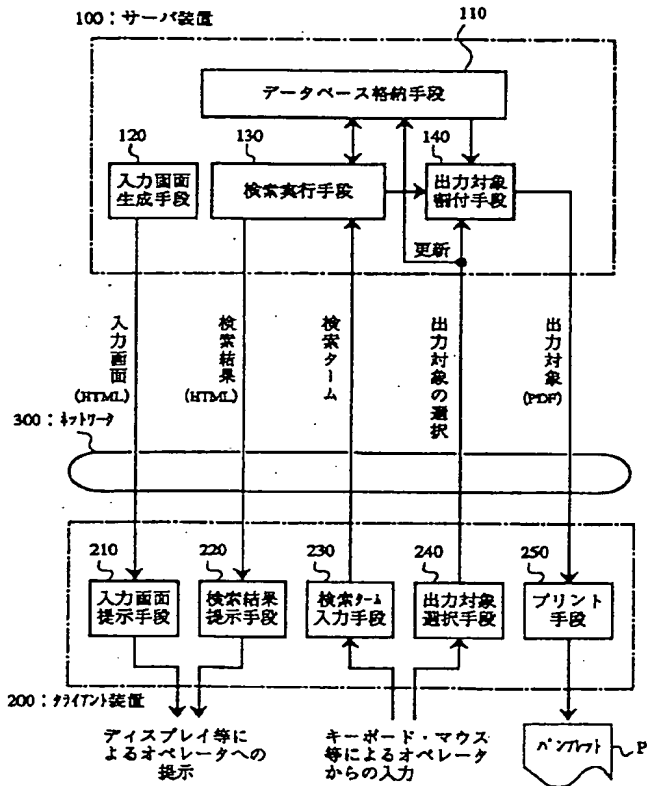 100：サーバ装置
110
データベース格納手段
120
130
140
入力画面
生成手段
検索実行手段
出力対象
割付手段
更新
入力画面
(HTML)
検索結果
(HTML)
検索ターム
出力対象の選択
出力対象
(PDF)
300：ネットワーク
210
220
230
240
250
入力画面
提示手段
検索結果
提示手段
検索ターム
入力手段
出力対象
選択手段
プリント
手段
200：クライアント装置
ディスプレイ等に
よるオペレータへの
提示
キーボード・マウス
等によるオペレータ
からの入力
パンフレット
P